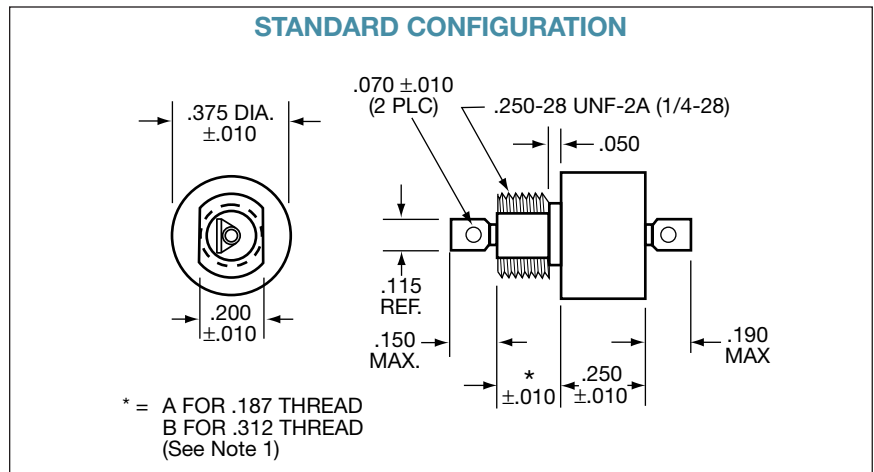 STANDARD CONFIGURATION
.070 ±.010
(2 PLC)
.250-28 UNF-2A (1/4-28)
.375 DIA.
±.010
.050
.115
REF.
.200
±.010
.150
MAX.
.190
MAX
*
±.010
.250
±.010
* = A FOR .187 THREAD
B FOR .312 THREAD
(See Note 1)